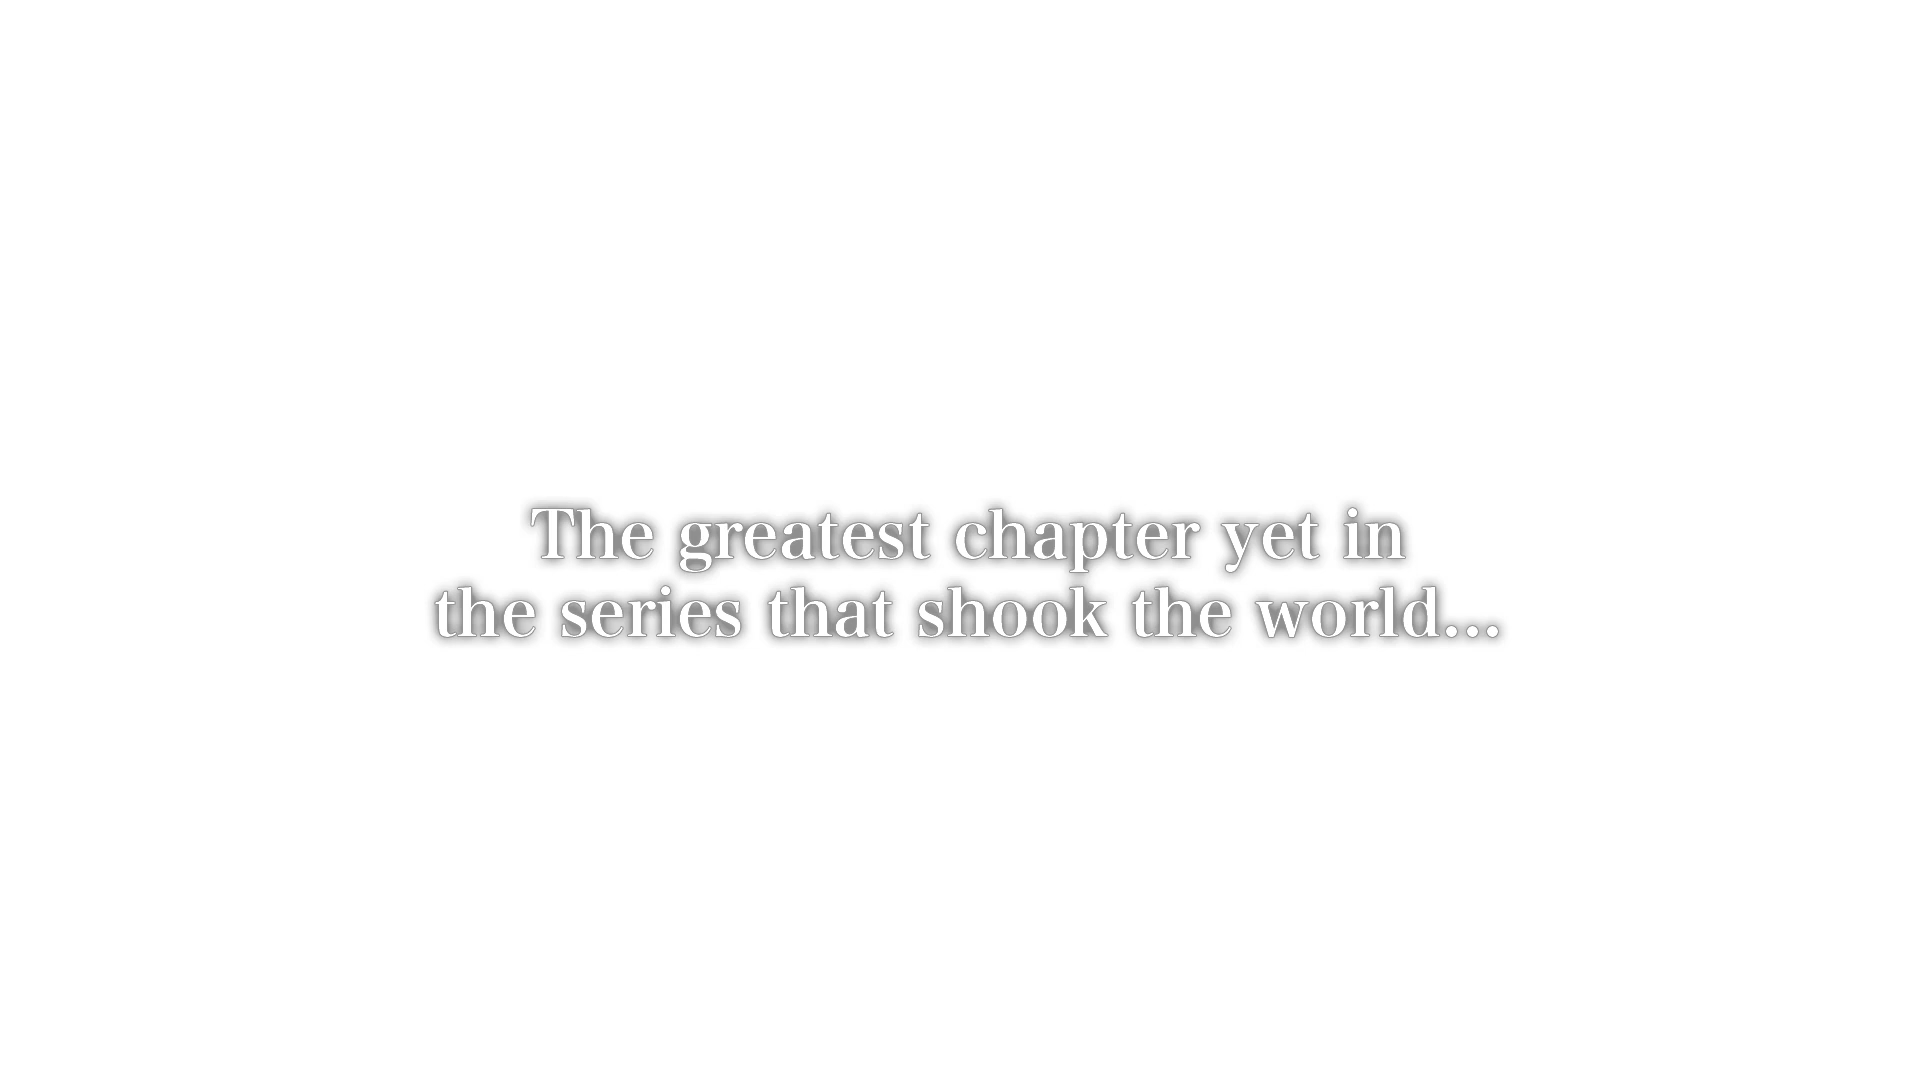 The greatest chapter yet in
the series that shook the world...